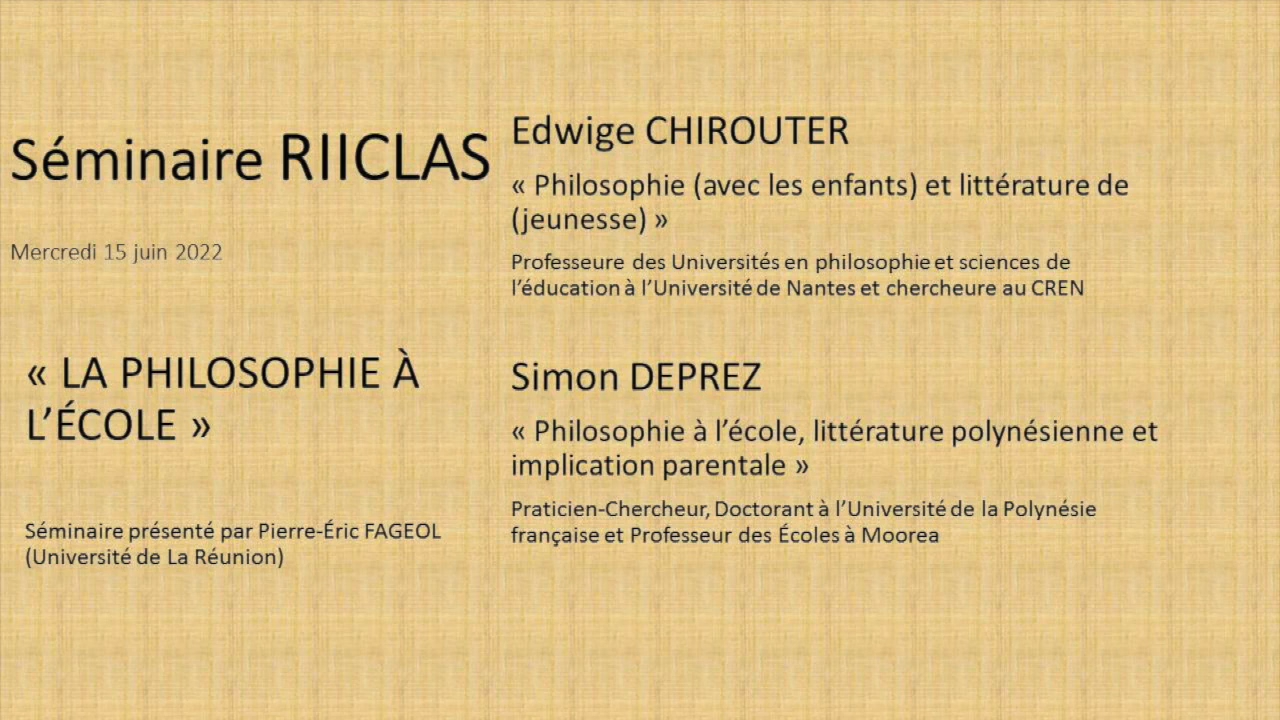 Séminaire RIICLAS
Mercredi 15 juin 2022
« LA PHILOSOPHIE À
L’ÉCOLE »
Séminaire présenté par Pierre-Éric FAGEOL
(Université de La Réunion)
Edwige CHIROUTER
« Philosophie (avec les enfants) et littérature de
(jeunesse) »
Professeure des Universités en philosophie et sciences de
l’éducation à l’Université de Nantes et chercheure au CREN
Simon DEPREZ
« Philosophie à l’école, littérature polynésienne et
implication parentale »
Praticien-Chercheur, Doctorant à l’Université de la Polynésie
française et Professeur des Écoles à Moorea